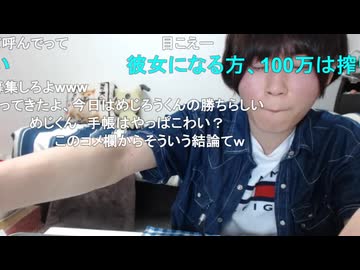 呼んでって
目こえー
い
彼女になる方、100万は搾
募集しろよwww
ってきたよ、今日はめじろうくんの勝ちらしい
めじくん　手帳はやっぱこわい？
このコメ欄からそういう結論てw
TOMMY